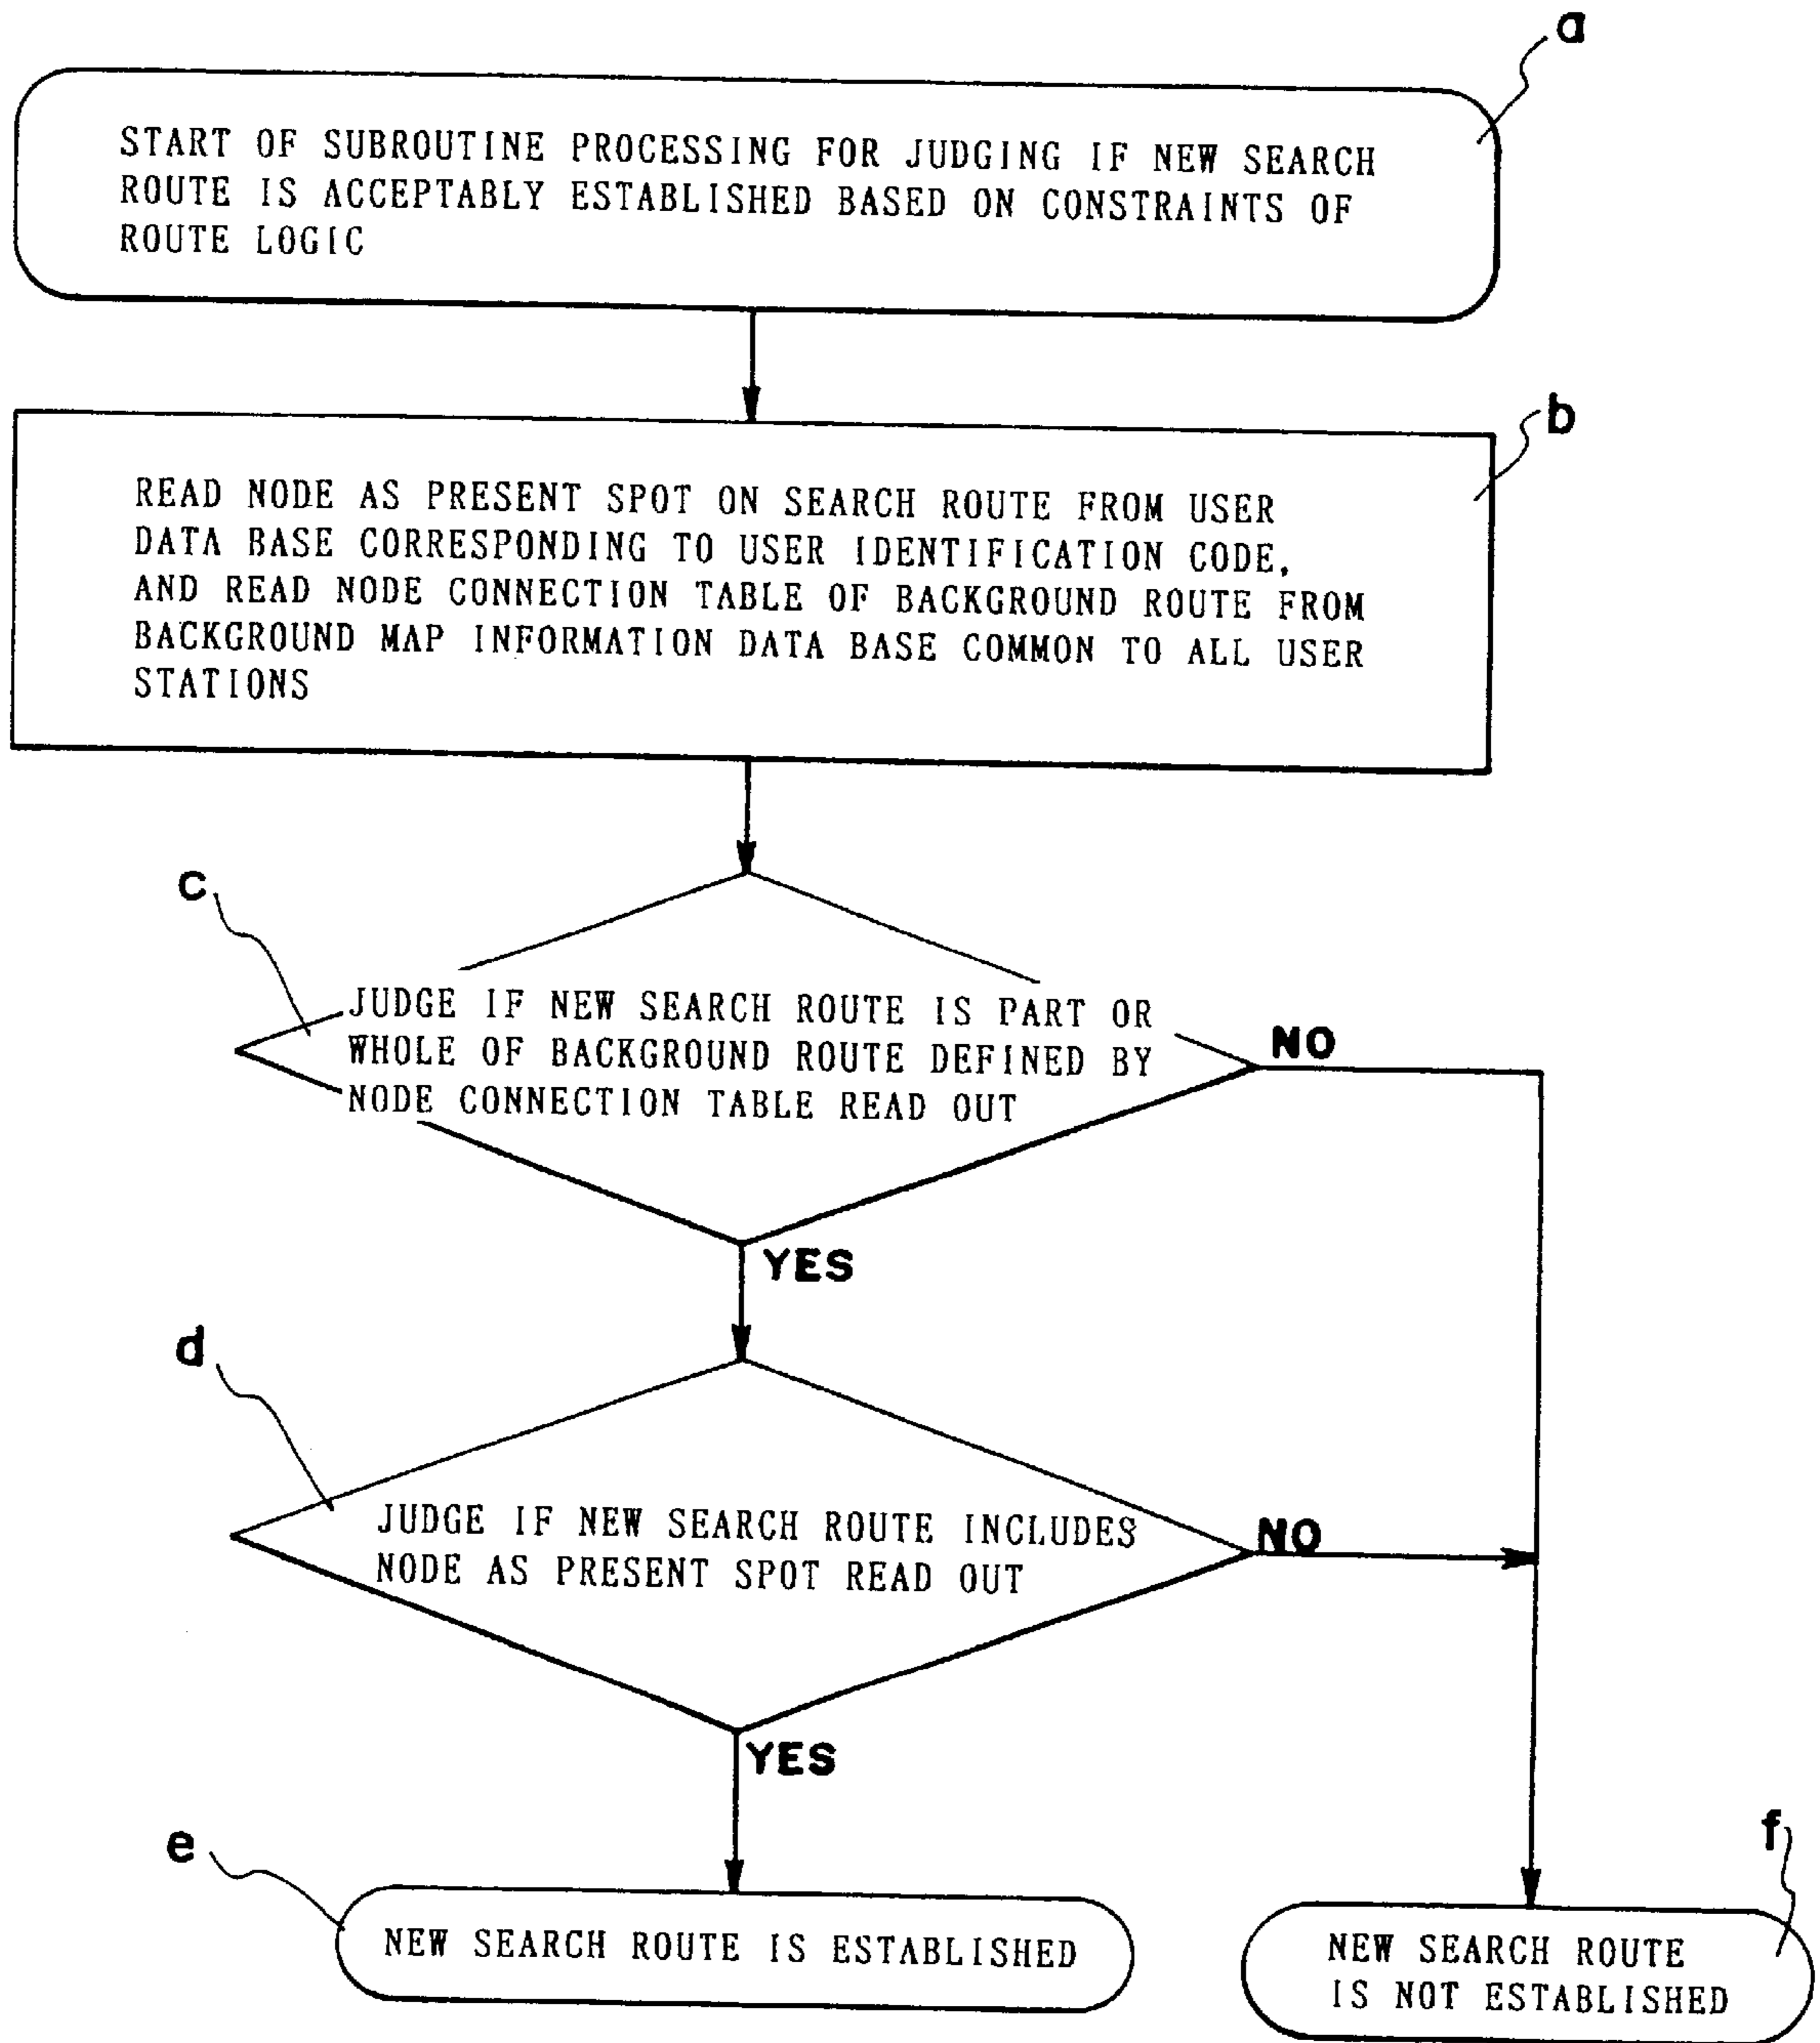 a
START OF SUBROUTINE PROCESSING FOR JUDGING IF NEW SEARCH
ROUTE IS ACCEPTABLY ESTABLISHED BASED ON CONSTRAINTS OF
ROUTE LOGIC
b
READ NODE AS PRESENT SPOT ON SEARCH ROUTE FROM USER
DATA BASE CORRESPONDING TO USER IDENTIFICATION CODE,
AND READ NODE CONNECTION TABLE OF BACKGROUND ROUTE FROM
BACKGROUND MAP INFORMATION DATA BASE COMMON TO ALL USER
STATIONS
c
JUDGE IF NEW SEARCH ROUTE IS PART OR
WHOLE OF BACKGROUND ROUTE DEFINED BY
NODE CONNECTION TABLE READ OUT
NO
YES
d
JUDGE IF NEW SEARCH ROUTE INCLUDES
NODE AS PRESENT SPOT READ OUT
NO
YES
e
NEW SEARCH ROUTE IS ESTABLISHED
f
NEW SEARCH ROUTE
IS NOT ESTABLISHED